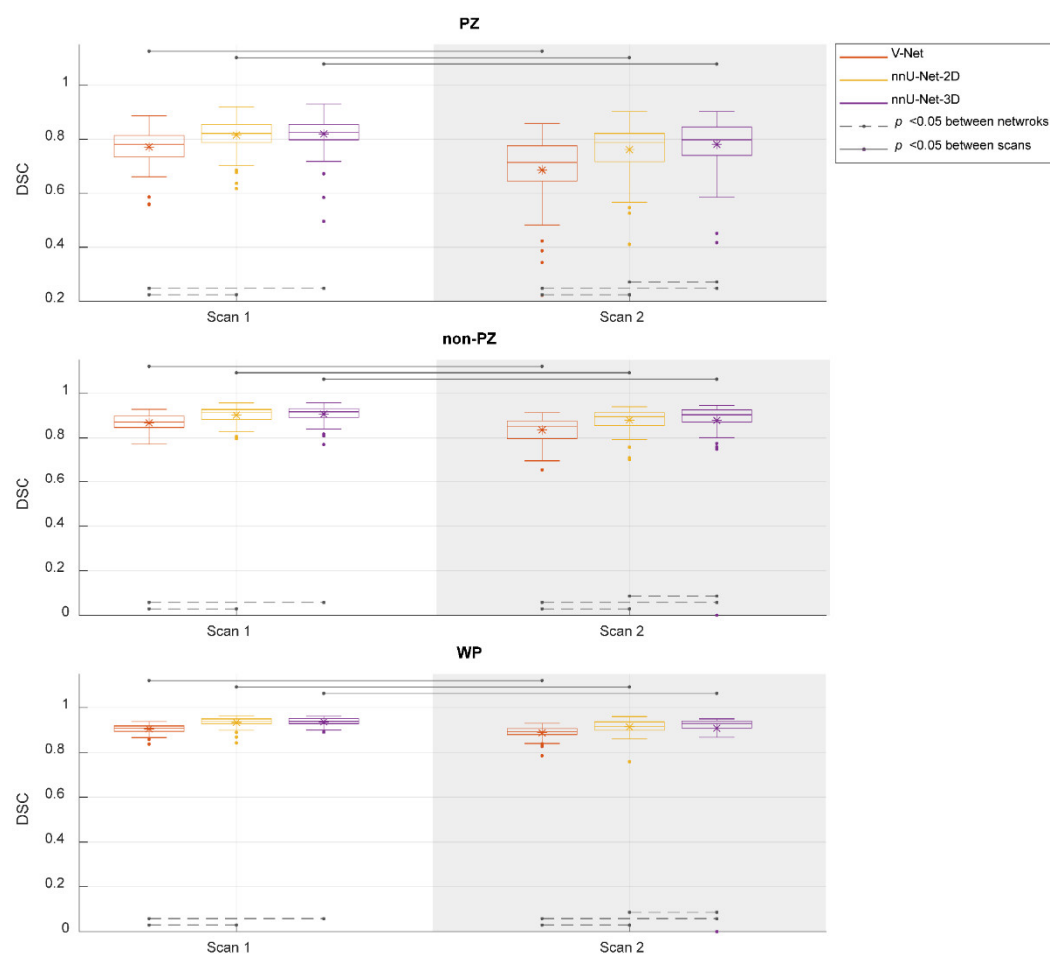 PZ
V-Net
nnU-Net-2D
nnU-Net-3D
p <0.05 between netwroks
p <0.05 between scans
1
0.8
0.6
0.4
0.2
DSC
Scan 1 Scan 2
non-PZ
1
0.8
0.6
0.4
0.2
0
DSC
Scan 1 Scan 2
WP
1
0.8
0.6
0.4
0.2
0
DSC
Scan 1 Scan 2